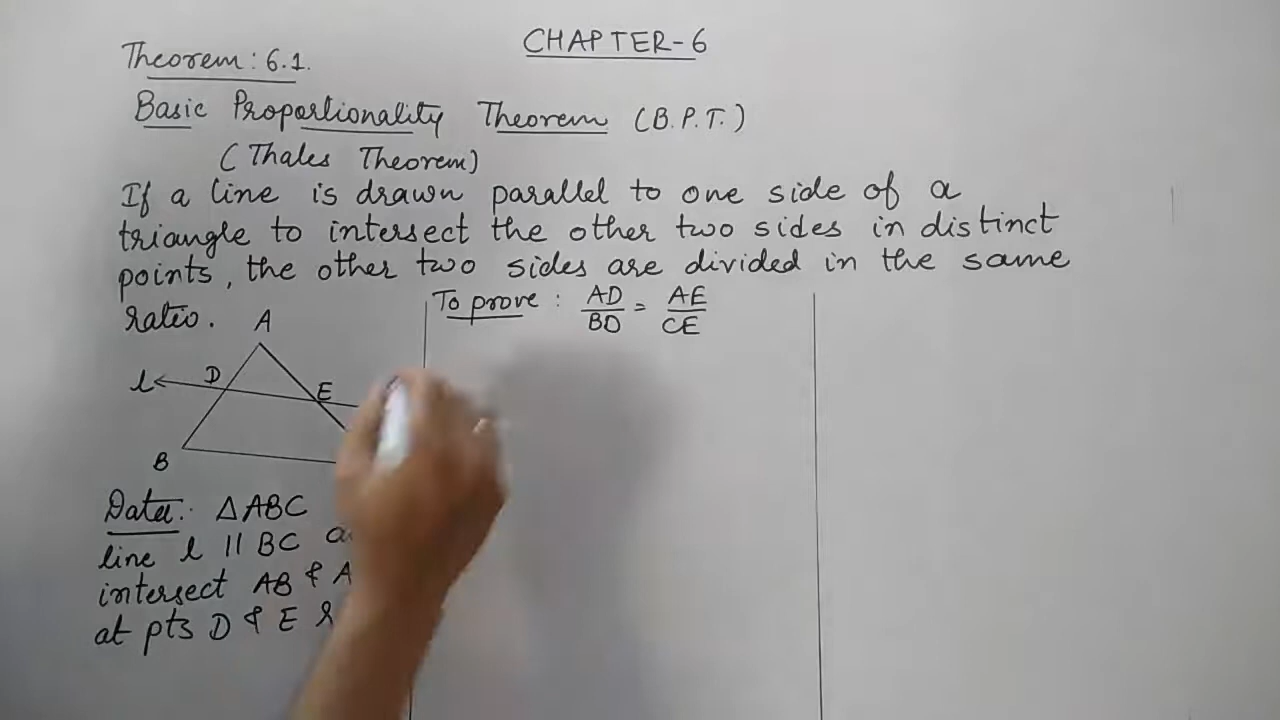 CHAPTER-6
Theorem: 6.1.
Basic Proportionality Theorem (B.P.T.)
(Thales Theorem)
If a line is drawn parallel to one side of a
triangle to intersect the other two sides in distinct
points, the other two sides are divided in the same
ratio.
To prove : AD/BD = AE/CE
A
l D E
B
Data: △ABC
line l || BC
intersect AB & A
at pts D & E